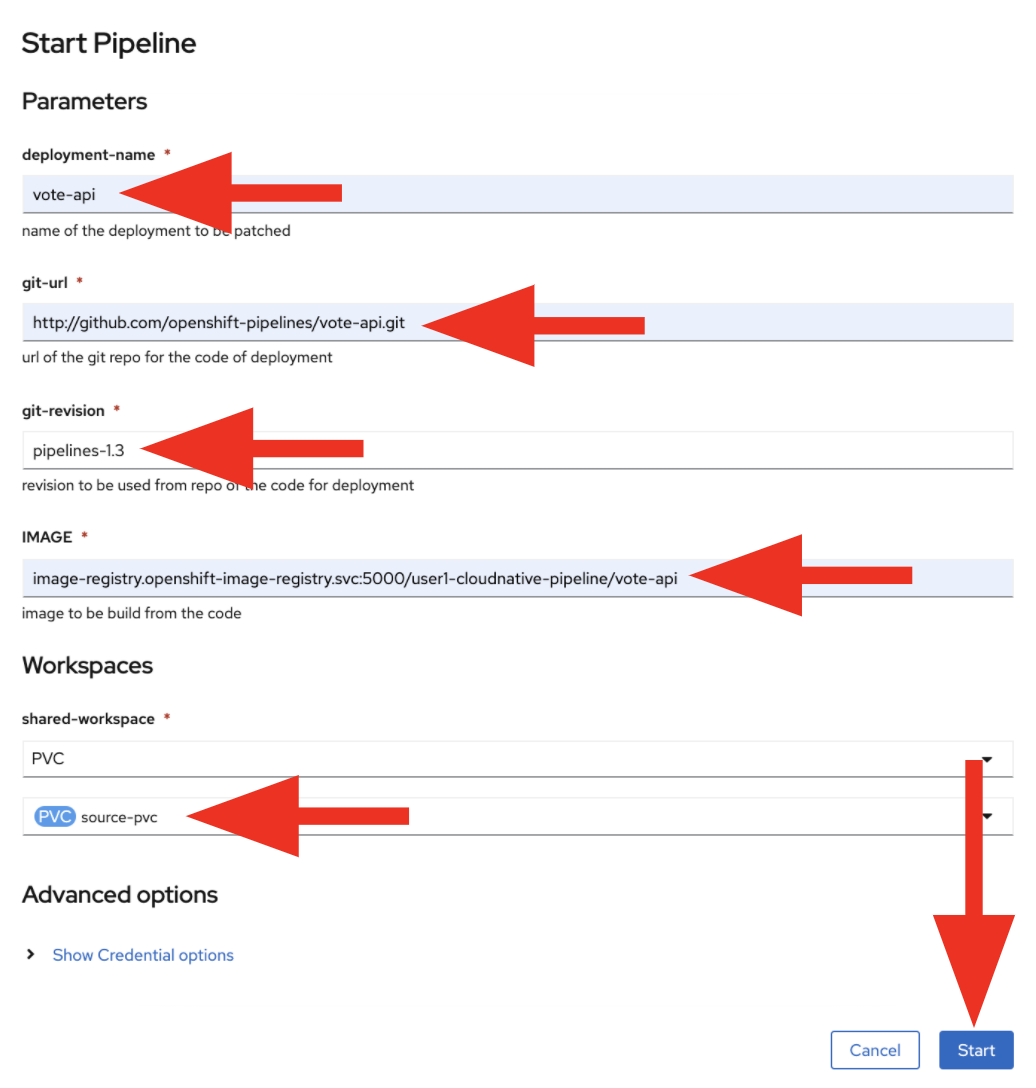 Start Pipeline
Parameters
deployment-name *
vote-api
name of the deployment to be patched
git-url *
http://github.com/openshift-pipelines/vote-api.git
url of the git repo for the code of deployment
git-revision *
pipelines-1.3
revision to be used from repo of the code for deployment
IMAGE *
image-registry.openshift-image-registry.svc:5000/user1-cloudnative-pipeline/vote-api
image to be build from the code
Workspaces
shared-workspace *
PVC
PVC source-pvc
Advanced options
Show Credential options
Cancel Start